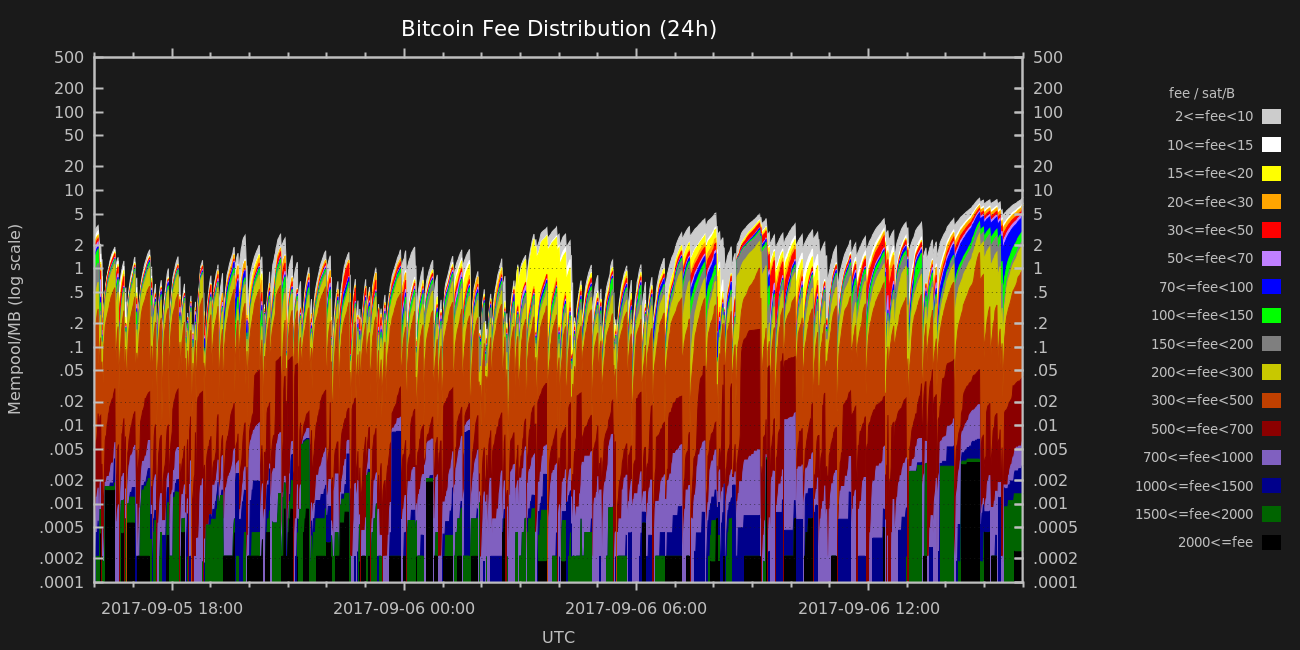 Bitcoin Fee Distribution (24h)
Mempool/MB (log scale)
500
200
100
50
20
10
5
2
1
.5
.2
.1
.05
.02
.01
.005
.002
.001
.0005
.0002
.0001
500
200
100
50
20
10
5
2
1
.5
.2
.1
.05
.02
.01
.005
.002
.001
.0005
.0002
.0001
2017-09-05 18:00
2017-09-06 00:00
2017-09-06 06:00
2017-09-06 12:00
UTC
fee / sat/B
2<=fee<10
10<=fee<15
15<=fee<20
20<=fee<30
30<=fee<50
50<=fee<70
70<=fee<100
100<=fee<150
150<=fee<200
200<=fee<300
300<=fee<500
500<=fee<700
700<=fee<1000
1000<=fee<1500
1500<=fee<2000
2000<=fee